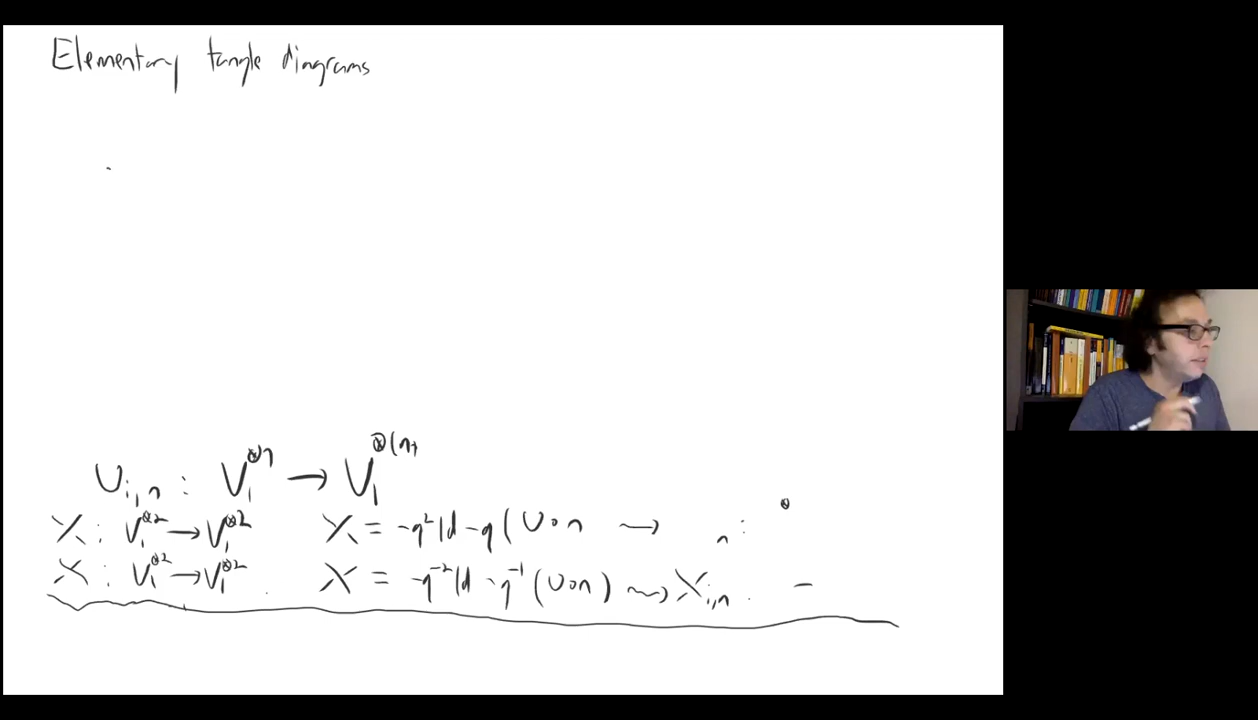 Elementary tangle diagrams
∪_{i,n} : V_1^{⊗n} → V_1^{⊗(n+
X : V_1^{⊗2} → V_1^{⊗2} X = -q^2 Id - q(∪∘∩ ⇝ n :
X : V_1^{⊗2} → V_1^{⊗2} X = -q^{-2} Id - q^{-1}(∪∘∩) ⇝ X_{i,n}